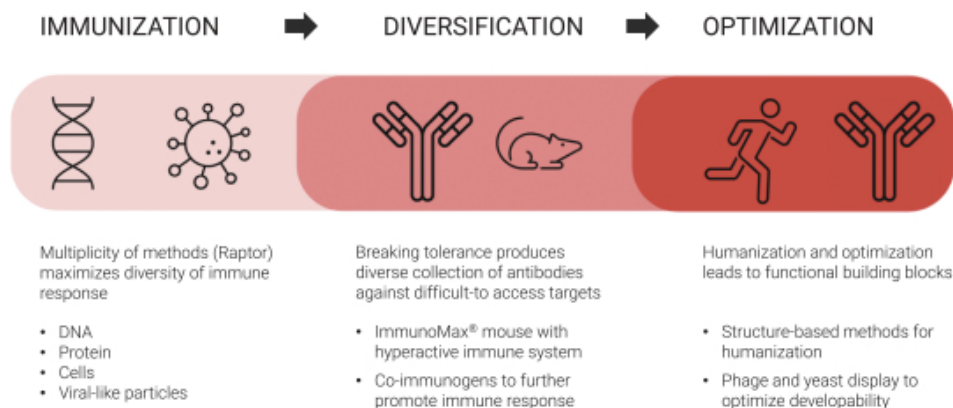 IMMUNIZATION
DIVERSIFICATION
OPTIMIZATION
Multiplicity of methods (Raptor)
maximizes diversity of immune
response
• DNA
• Protein
• Cells
• Viral-like particles
Breaking tolerance produces
diverse collection of antibodies
against difficult-to access targets
• ImmunoMax® mouse with
hyperactive immune system
• Co-immunogens to further
promote immune response
Humanization and optimization
leads to functional building blocks
• Structure-based methods for
humanization
• Phage and yeast display to
optimize developability